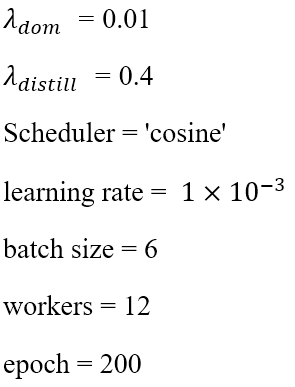 λ_dom = 0.01
λ_distill = 0.4
Scheduler = 'cosine'
learning rate = 1 × 10⁻³
batch size = 6
workers = 12
epoch = 200